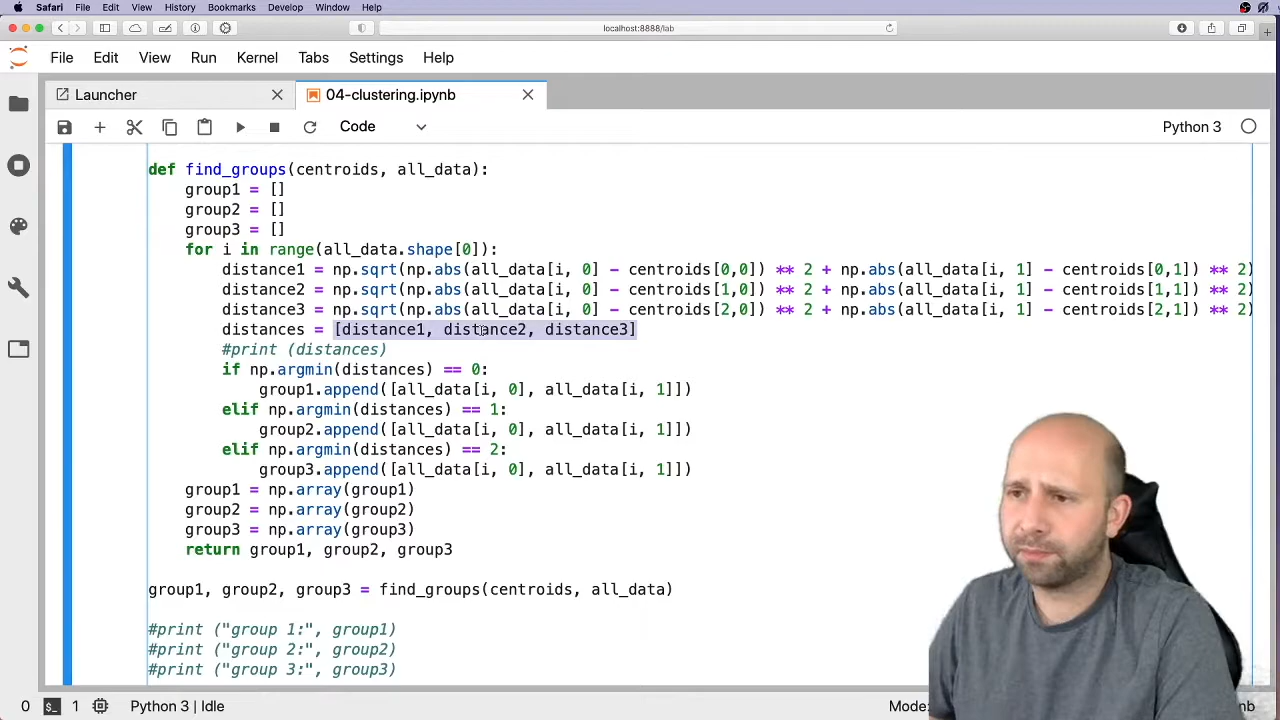 Safari File Edit View History Bookmarks Develop Window Help
localhost:8888/lab
File Edit View Run Kernel Tabs Settings Help
Launcher
04-clustering.ipynb
Code
Python 3
def find_groups(centroids, all_data):
group1 = []
group2 = []
group3 = []
for i in range(all_data.shape[0]):
distance1 = np.sqrt(np.abs(all_data[i, 0] - centroids[0,0]) ** 2 + np.abs(all_data[i, 1] - centroids[0,1]) ** 2)
distance2 = np.sqrt(np.abs(all_data[i, 0] - centroids[1,0]) ** 2 + np.abs(all_data[i, 1] - centroids[1,1]) ** 2)
distance3 = np.sqrt(np.abs(all_data[i, 0] - centroids[2,0]) ** 2 + np.abs(all_data[i, 1] - centroids[2,1]) ** 2)
distances = [distance1, distance2, distance3]
#print (distances)
if np.argmin(distances) == 0:
group1.append([all_data[i, 0], all_data[i, 1]])
elif np.argmin(distances) == 1:
group2.append([all_data[i, 0], all_data[i, 1]])
elif np.argmin(distances) == 2:
group3.append([all_data[i, 0], all_data[i, 1]])
group1 = np.array(group1)
group2 = np.array(group2)
group3 = np.array(group3)
return group1, group2, group3
group1, group2, group3 = find_groups(centroids, all_data)
#print ("group 1:", group1)
#print ("group 2:", group2)
#print ("group 3:", group3)
0 1 Python 3 | Idle
Mode: nb